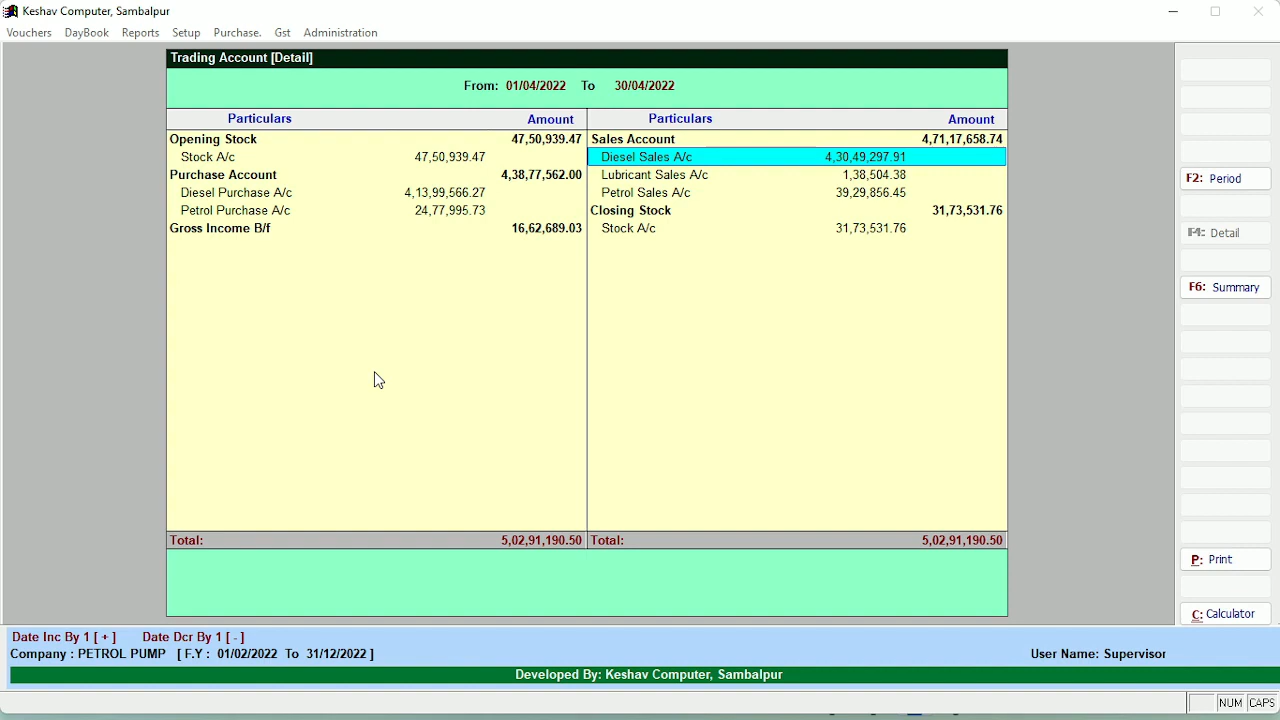 Keshav Computer, Sambalpur
Vouchers DayBook Reports Setup Purchase. Gst Administration
Trading Account [Detail]
From: 01/04/2022 To 30/04/2022
Particulars Amount Particulars Amount
Opening Stock 47,50,939.47 Sales Account 4,71,17,658.74
Stock A/c 47,50,939.47 Diesel Sales A/c 4,30,49,297.91
Purchase Account 4,38,77,562.00 Lubricant Sales A/c 1,38,504.38
Diesel Purchase A/c 4,13,99,566.27 Petrol Sales A/c 39,29,856.45
Petrol Purchase A/c 24,77,995.73 Closing Stock 31,73,531.76
Gross Income B/f 16,62,689.03 Stock A/c 31,73,531.76
Total: 5,02,91,190.50 Total: 5,02,91,190.50
F2: Period
F4: Detail
F6: Summary
P: Print
C: Calculator
Date Inc By 1 [ + ] Date Dcr By 1 [ - ]
Company : PETROL PUMP [ F.Y : 01/02/2022 To 31/12/2022 ] User Name: Supervisor
Developed By: Keshav Computer, Sambalpur
NUM CAPS